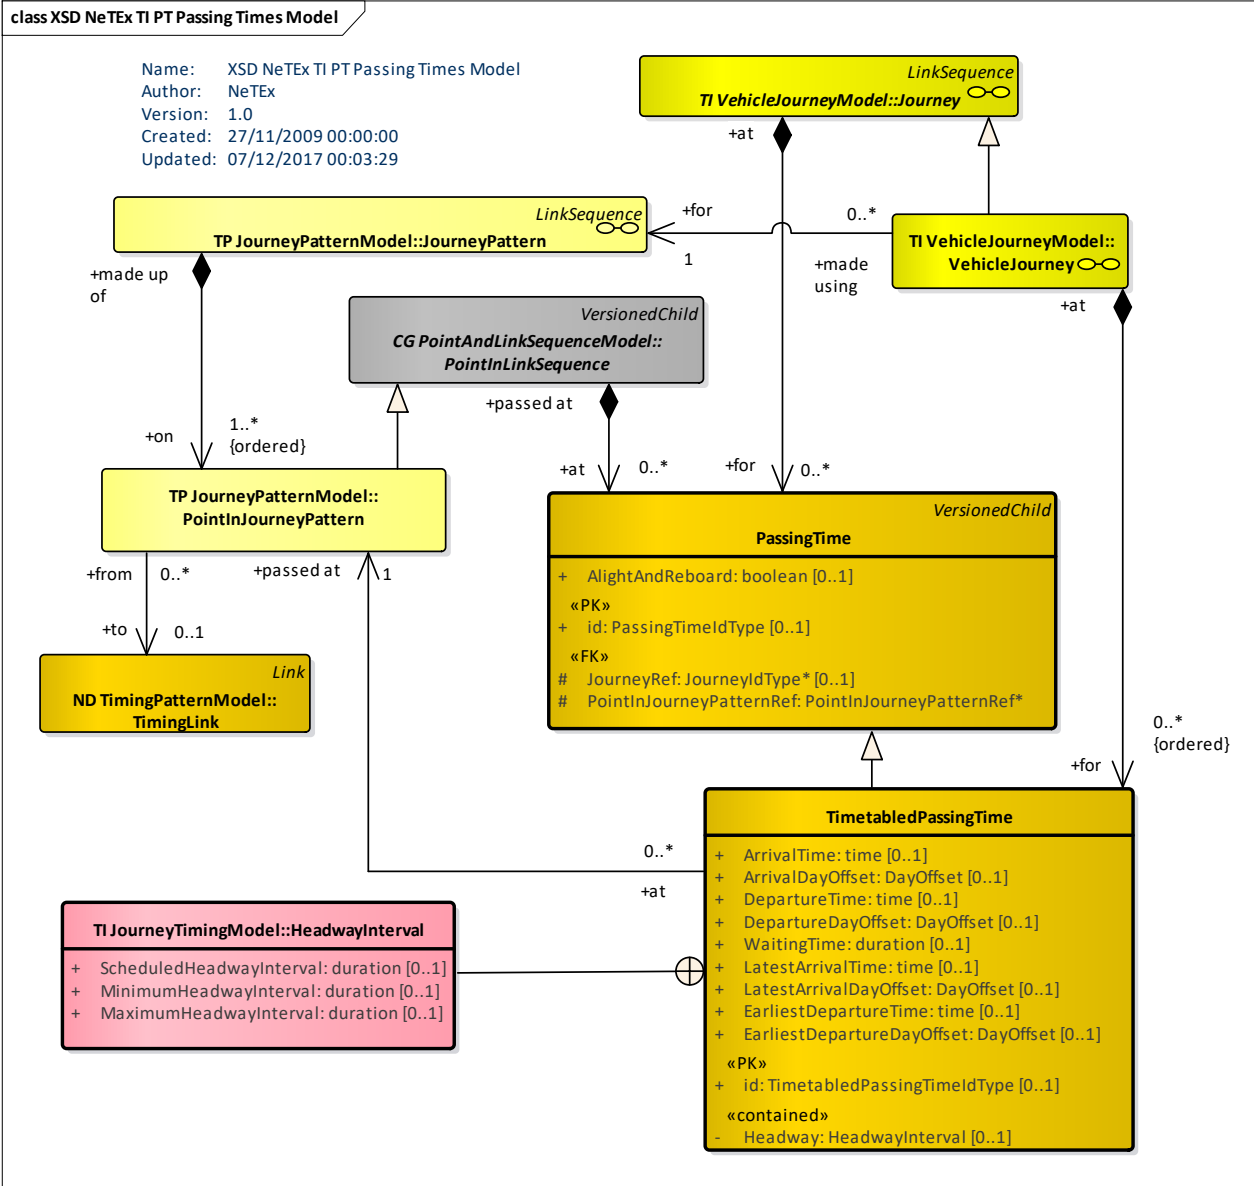 class XSD NeTEx TI PT Passing Times Model
Name: XSD NeTEx TI PT Passing Times Model
Author: NeTEx
Version: 1.0
Created: 27/11/2009 00:00:00
Updated: 07/12/2017 00:03:29
LinkSequence
TI VehicleJourneyModel::Journey
+at
LinkSequence
TP JourneyPatternModel::JourneyPattern
+for
0..*
1
+made
using
TI VehicleJourneyModel::
VehicleJourney
+at
+made up
of
VersionedChild
CG PointAndLinkSequenceModel::
PointInLinkSequence
+passed at
+on
1..*
{ordered}
+at
0..*
+for
0..*
TP JourneyPatternModel::
PointInJourneyPattern
+from
0..*
+passed at
1
+to
0..1
Link
ND TimingPatternModel::
TimingLink
VersionedChild
PassingTime
+ AlightAndReboard: boolean [0..1]
«PK»
+ id: PassingTimeIdType [0..1]
«FK»
# JourneyRef: JourneyIdType* [0..1]
# PointInJourneyPatternRef: PointInJourneyPatternRef*
0..*
{ordered}
+for
0..*
+at
TimetabledPassingTime
+ ArrivalTime: time [0..1]
+ ArrivalDayOffset: DayOffset [0..1]
+ DepartureTime: time [0..1]
+ DepartureDayOffset: DayOffset [0..1]
+ WaitingTime: duration [0..1]
+ LatestArrivalTime: time [0..1]
+ LatestArrivalDayOffset: DayOffset [0..1]
+ EarliestDepartureTime: time [0..1]
+ EarliestDepartureDayOffset: DayOffset [0..1]
«PK»
+ id: TimetabledPassingTimeIdType [0..1]
«contained»
- Headway: HeadwayInterval [0..1]
TI JourneyTimingModel::HeadwayInterval
+ ScheduledHeadwayInterval: duration [0..1]
+ MinimumHeadwayInterval: duration [0..1]
+ MaximumHeadwayInterval: duration [0..1]